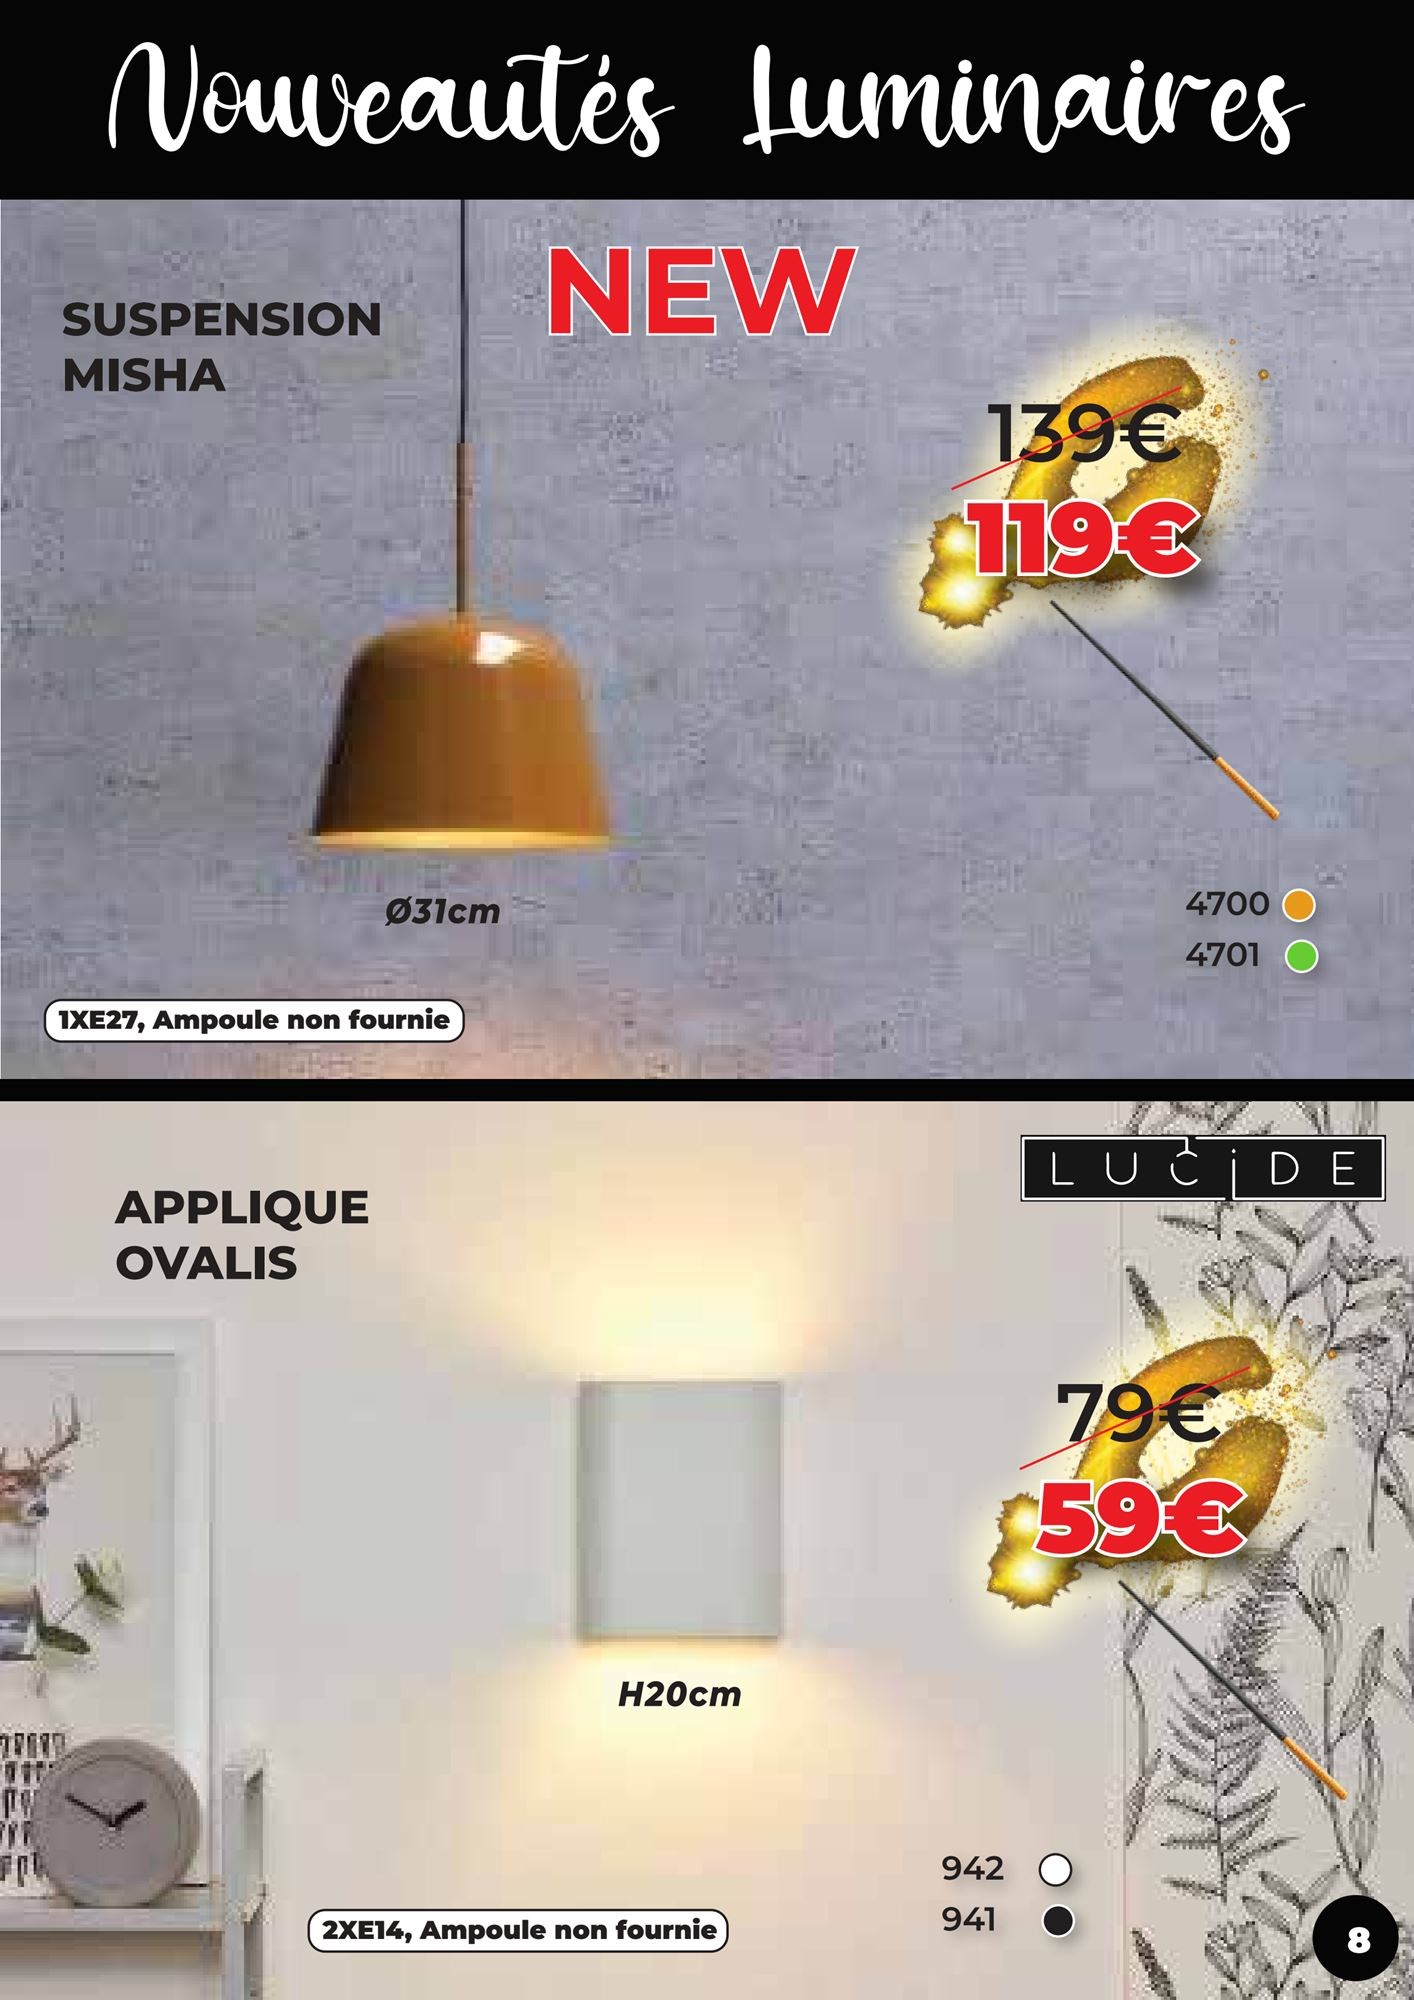 Nouveautés Luminaires
NEW
SUSPENSION
MISHA
139€
119€
Ø31cm
4700
4701
1XE27, Ampoule non fournie
LUCiDE
APPLIQUE
OVALIS
79€
59€
H20cm
942
941
2XE14, Ampoule non fournie
8